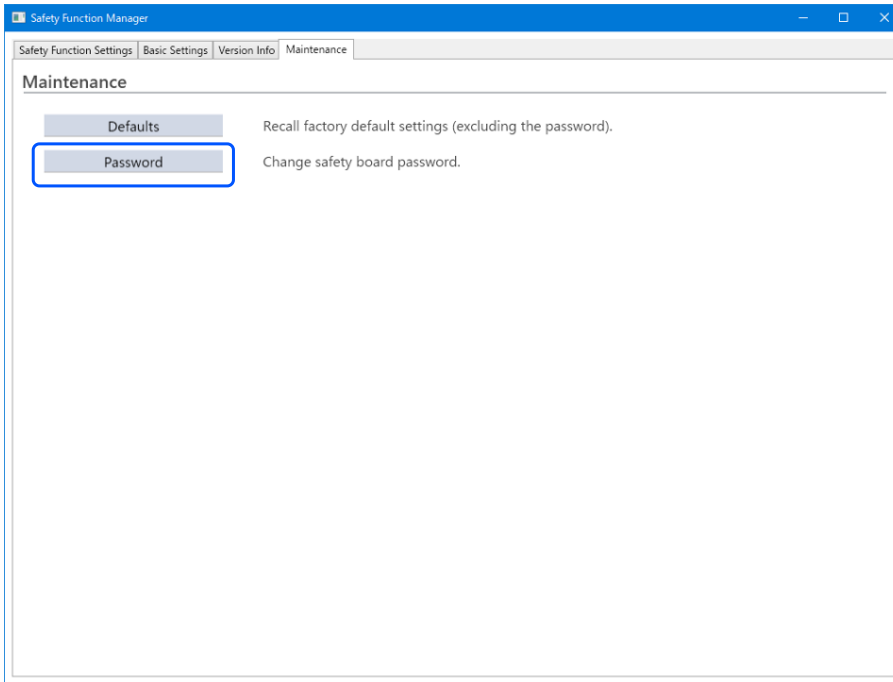 Safety Function Manager
Safety Function Settings Basic Settings Version Info Maintenance
Maintenance
Defaults Recall factory default settings (excluding the password).
Password Change safety board password.